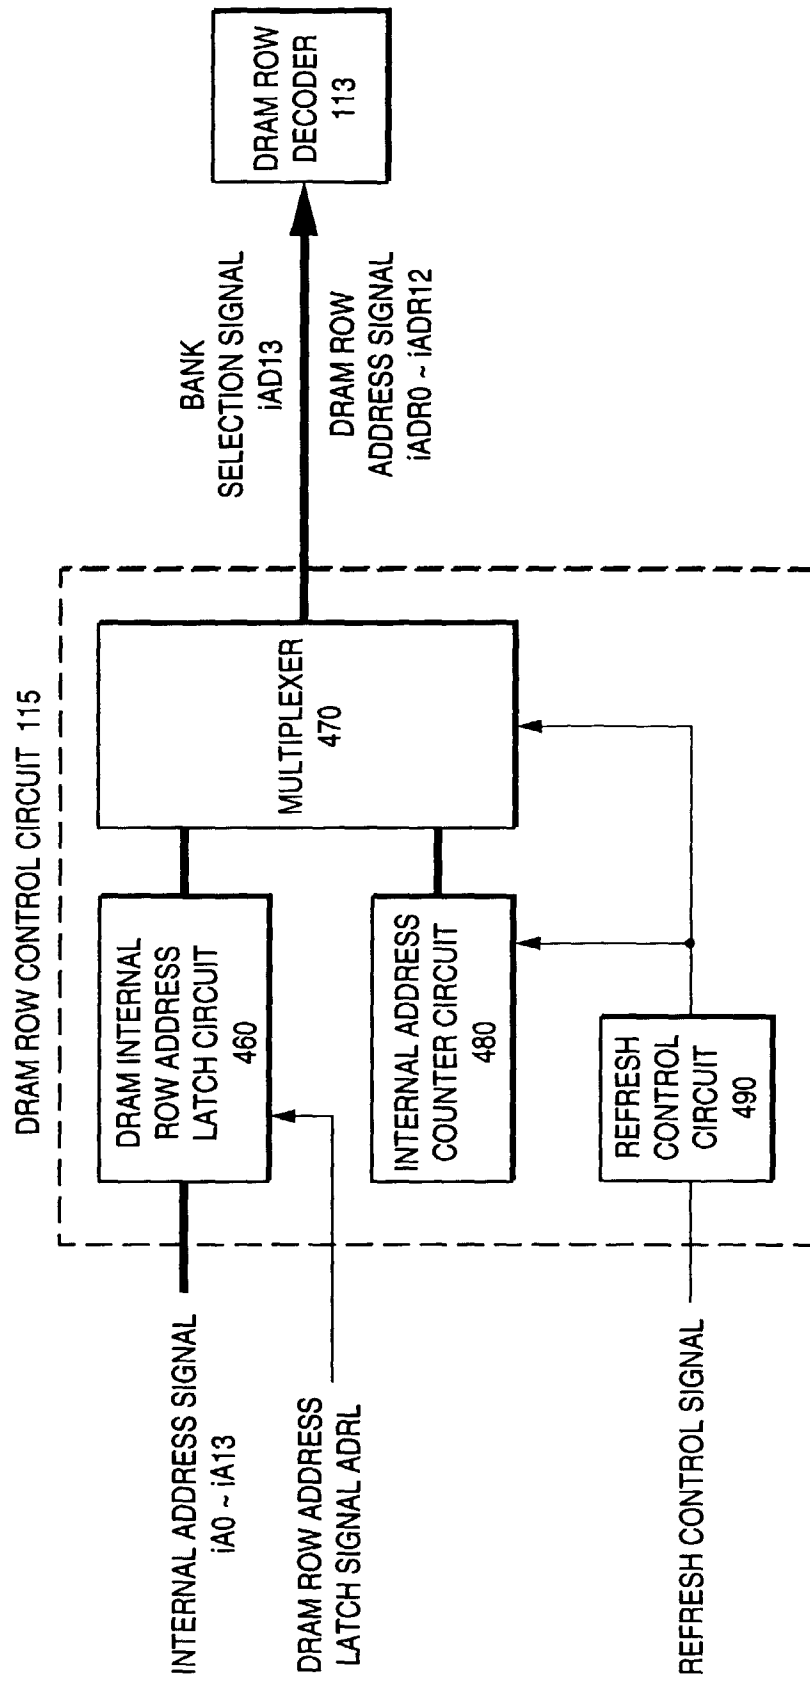 DRAM ROW CONTROL CIRCUIT 115
INTERNAL ADDRESS SIGNAL
iA0 ~ iA13
DRAM ROW ADDRESS
LATCH SIGNAL ADRL
REFRESH CONTROL SIGNAL
DRAM INTERNAL
ROW ADDRESS
LATCH CIRCUIT
460
INTERNAL ADDRESS
COUNTER CIRCUIT
480
REFRESH
CONTROL
CIRCUIT
490
MULTIPLEXER
470
BANK
SELECTION SIGNAL
iAD13
DRAM ROW
ADDRESS SIGNAL
iADR0 ~ iADR12
DRAM ROW
DECODER
113